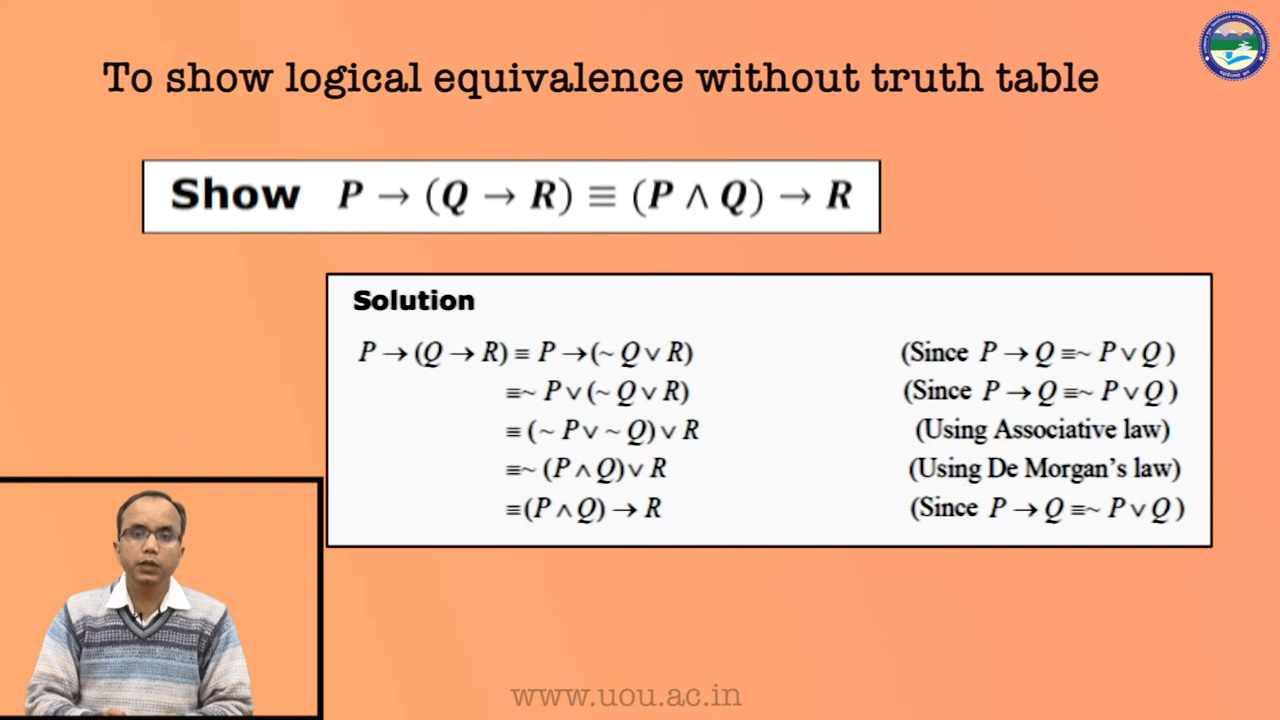 To show logical equivalence without truth table
Show P → (Q → R) ≡ (P ∧ Q) → R
Solution
P → (Q → R) ≡ P → (~ Q ∨ R) (Since P → Q ≡~ P ∨ Q )
≡~ P ∨ (~ Q ∨ R) (Since P → Q ≡~ P ∨ Q )
≡ (~ P ∨ ~ Q) ∨ R (Using Associative law)
≡~ (P ∧ Q) ∨ R (Using De Morgan's law)
≡ (P ∧ Q) → R (Since P → Q ≡~ P ∨ Q )
www.uou.ac.in